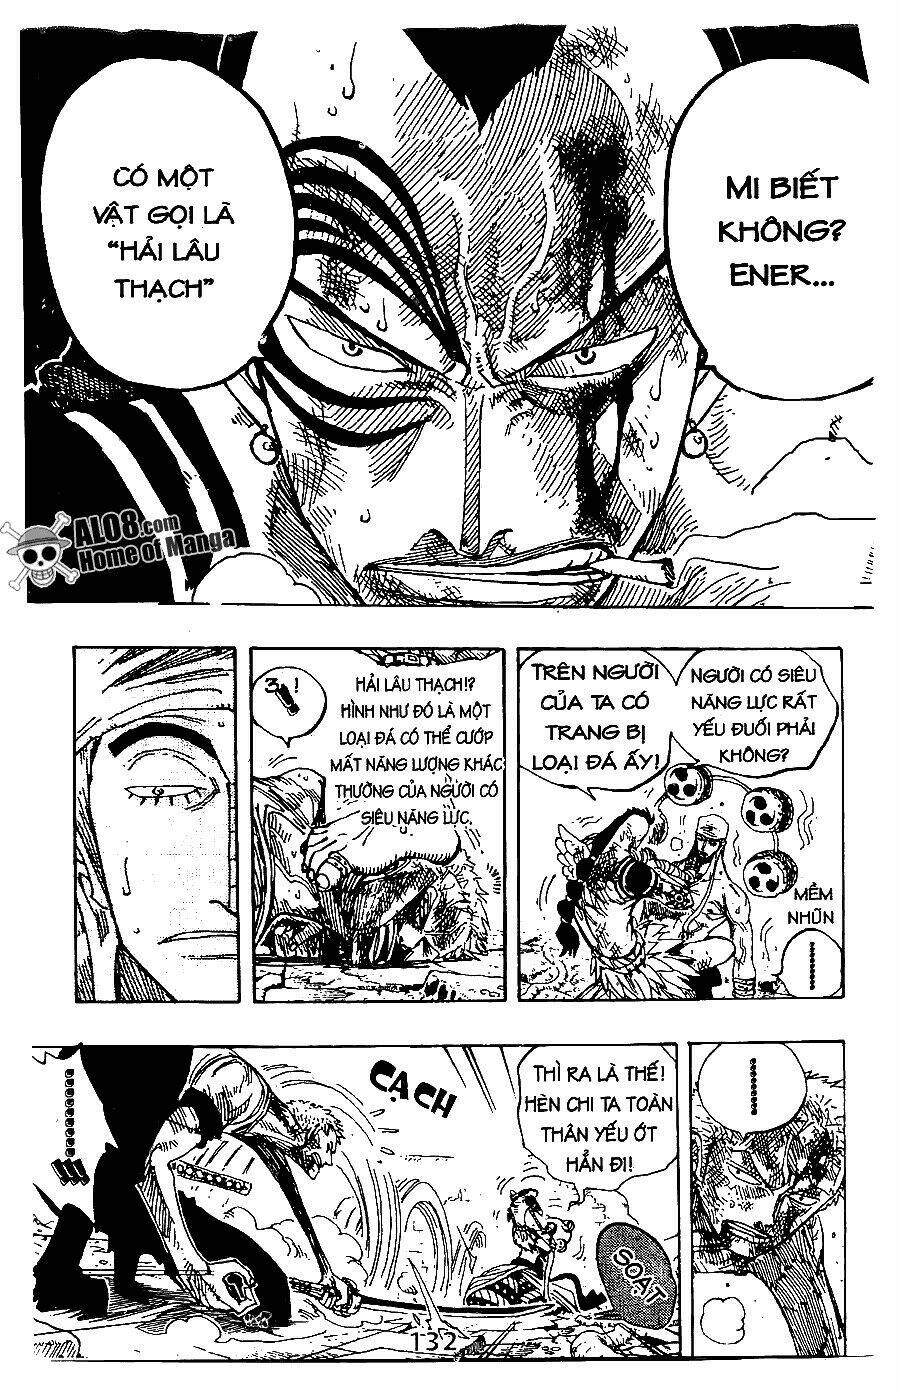 MI BIẾT
KHÔNG?
ENER...
CÓ MỘT
VẬT GỌI LÀ
“HẢI LÂU
THẠCH”
ALO8.com
Home of Manga
NGƯỜI CÓ SIÊU
NĂNG LỰC RẤT
YẾU ĐUỐI PHẢI
KHÔNG?
TRÊN NGƯỜI
CỦA TA CÓ
TRANG BỊ
LOẠI ĐÁ ẤY!
MỀM
NHŨN
HẢI LÂU THẠCH!?
HÌNH NHƯ ĐÓ LÀ MỘT
LOẠI ĐÁ CÓ THỂ CƯỚP
MẤT NĂNG LƯỢNG KHÁC
THƯỜNG CỦA NGƯỜI CÓ
SIÊU NĂNG LỰC.
THÌ RA LÀ THẾ!
HÈN CHI TA TOÀN
THÂN YẾU ỚT
HẲN ĐI!
CẠCH
SOẠT
132